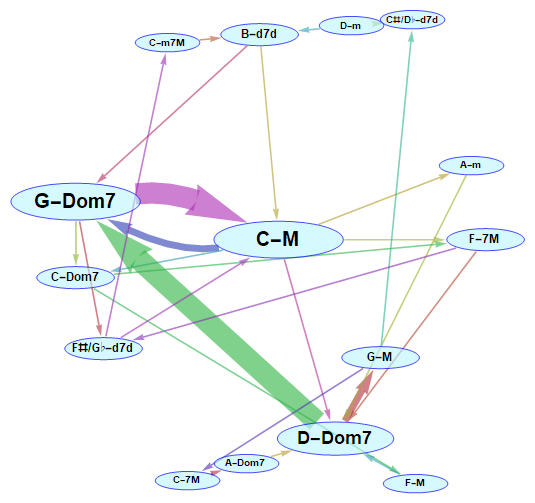 D–m
C♯/D♭–d7d
B–d7d
C–m7M
A–m
G–Dom7
C–M
F–7M
C–Dom7
F♯/G♭–d7d
G–M
D–Dom7
A–Dom7
C–7M
F–M